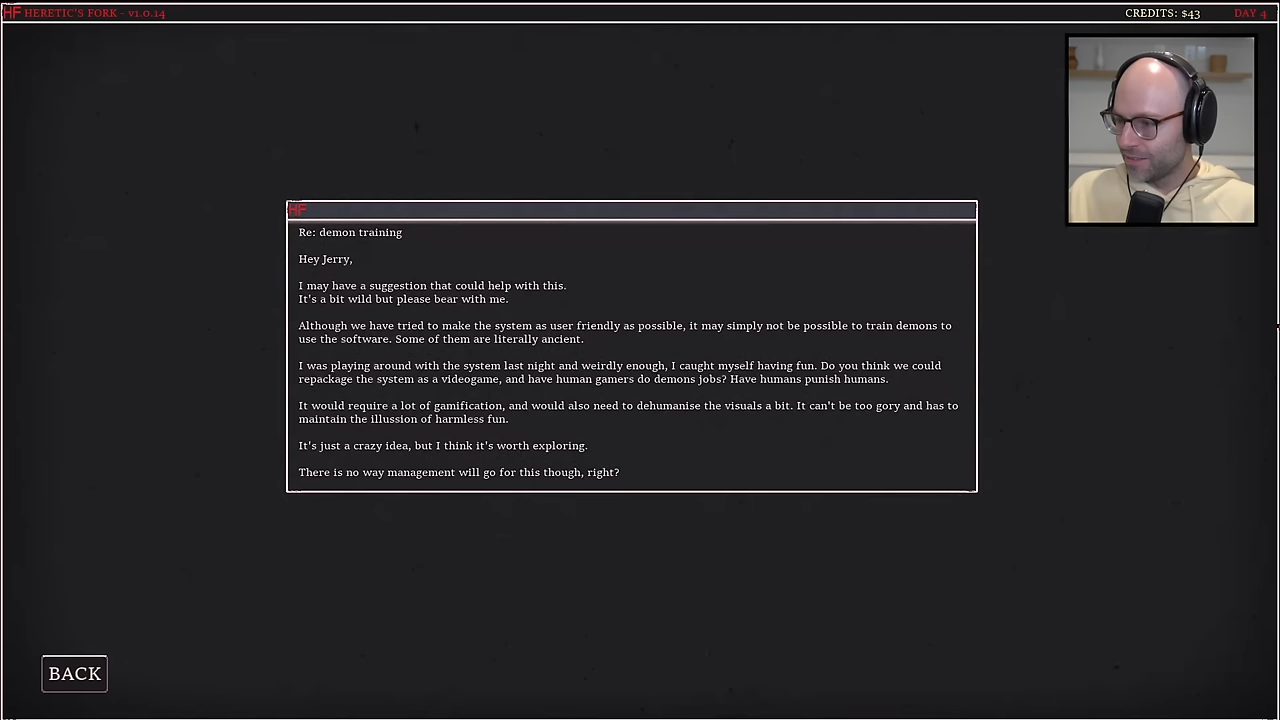 HF HERETIC'S FORK - v1.0.14
CREDITS: $43
DAY 4
HF
Re: demon training
Hey Jerry,
I may have a suggestion that could help with this.
It's a bit wild but please bear with me.
Although we have tried to make the system as user friendly as possible, it may simply not be possible to train demons to
use the software. Some of them are literally ancient.
I was playing around with the system last night and weirdly enough, I caught myself having fun. Do you think we could
repackage the system as a videogame, and have human gamers do demons jobs? Have humans punish humans.
It would require a lot of gamification, and would also need to dehumanise the visuals a bit. It can't be too gory and has to
maintain the illussion of harmless fun.
It's just a crazy idea, but I think it's worth exploring.
There is no way management will go for this though, right?
BACK